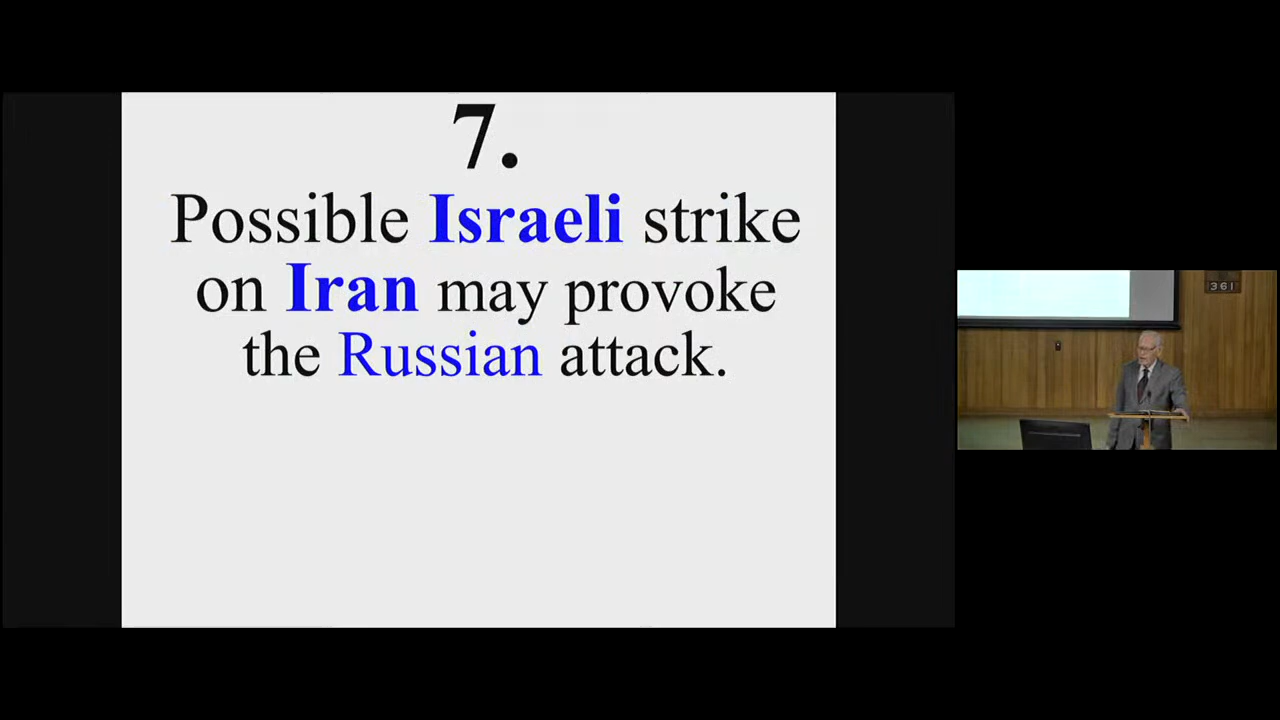 7.
Possible Israeli strike
on Iran may provoke
the Russian attack.
361